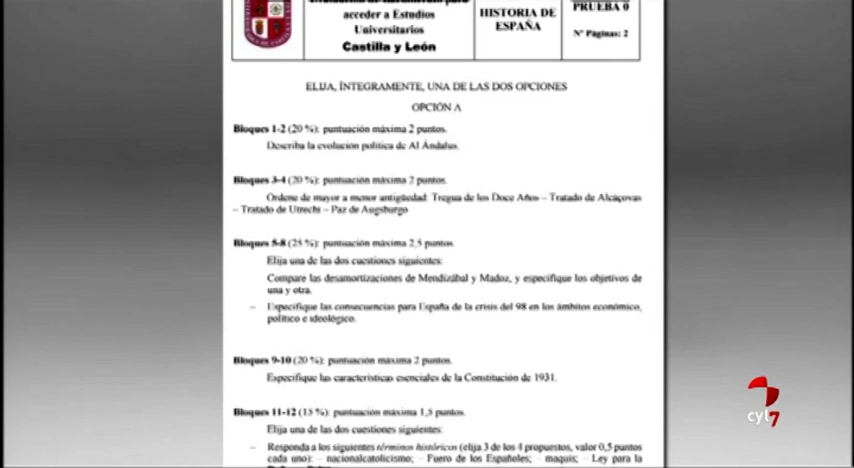 acceder a Estudios
Universitarios
Castilla y León
HISTORIA DE
ESPAÑA
PRUEBA 0
Nº Páginas: 2
ELIJA, ÍNTEGRAMENTE, UNA DE LAS DOS OPCIONES
OPCIÓN A
Bloques 1-2 (20 %): puntuación máxima 2 puntos.
Describa la evolución política de Al Ándalus.
Bloques 3-4 (20 %): puntuación máxima 2 puntos.
Ordene de mayor a menor antigüedad: Tregua de los Doce Años – Tratado de Alcáçovas
– Tratado de Utrecht – Paz de Augsburgo
Bloques 5-8 (25 %): puntuación máxima 2,5 puntos.
Elija una de las dos cuestiones siguientes:
Compare las desamortizaciones de Mendizábal y Madoz, y especifique los objetivos de
una y otra.
– Especifique las consecuencias para España de la crisis del 98 en los ámbitos económico,
político e ideológico.
Bloques 9-10 (20 %): puntuación máxima 2 puntos.
Especifique las características esenciales de la Constitución de 1931.
Bloques 11-12 (15 %): puntuación máxima 1,5 puntos.
Elija una de las dos cuestiones siguientes:
– Responda a los siguientes términos históricos (elija 3 de los 4 propuestos, valor 0,5 puntos
cada uno): – nacionalcatolicismo; – Fuero de los Españoles; – maquis; – Ley para la
cyl7